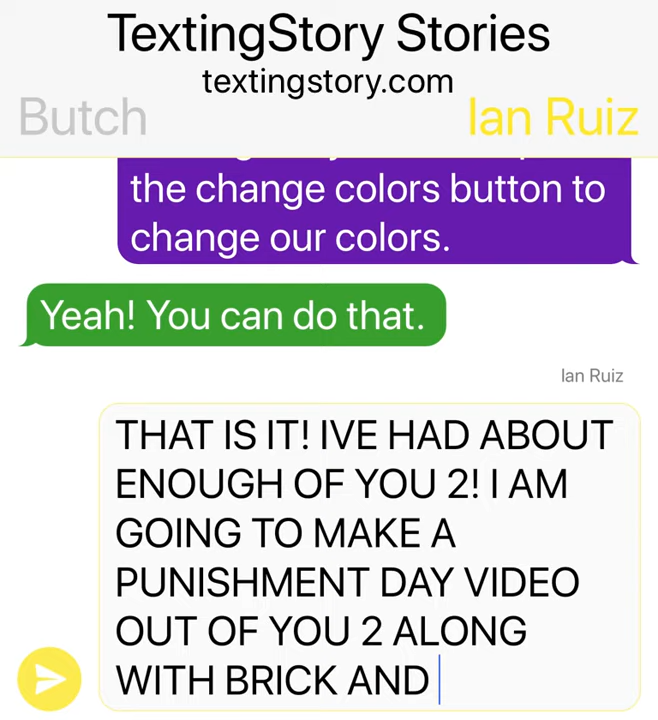 TextingStory Stories
textingstory.com
Butch
Ian Ruiz
the change colors button to
change our colors.
Yeah! You can do that.
Ian Ruiz
THAT IS IT! IVE HAD ABOUT
ENOUGH OF YOU 2! I AM
GOING TO MAKE A
PUNISHMENT DAY VIDEO
OUT OF YOU 2 ALONG
WITH BRICK AND